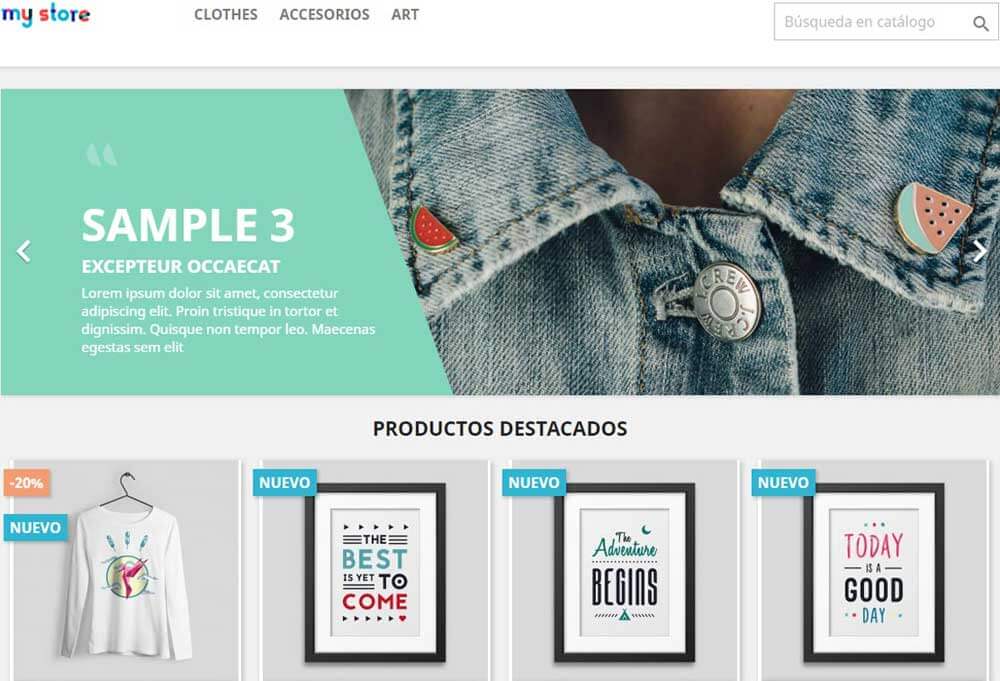 my store
CLOTHES ACCESORIOS ART
Búsqueda en catálogo
SAMPLE 3
EXCEPTEUR OCCAECAT
Lorem ipsum dolor sit amet, consectetur
adipiscing elit. Proin tristique in tortor et
dignissim. Quisque non tempor leo. Maecenas
egestas sem elit
J.CREW J.CREW
PRODUCTOS DESTACADOS
-20%
NUEVO
NUEVO
THE
BEST
IS YET TO
COME
NUEVO
The
Adventure
BEGINS
NUEVO
TODAY
IS A
GOOD
DAY